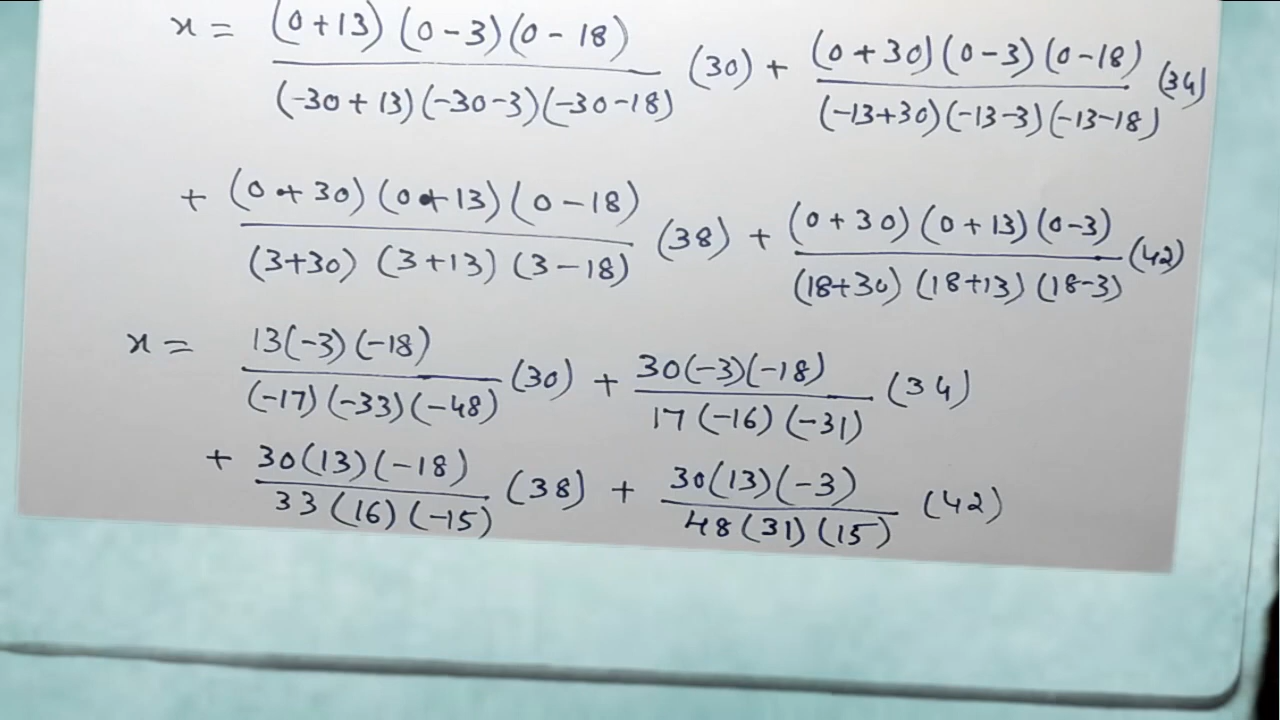 x = (0+13)(0-3)(0-18) / (-30+13)(-30-3)(-30-18) (30) + (0+30)(0-3)(0-18) / (-13+30)(-13-3)(-13-18) (34)
+ (0+30)(0+13)(0-18) / (3+30)(3+13)(3-18) (38) + (0+30)(0+13)(0-3) / (18+30)(18+13)(18-3) (42)
x = 13(-3)(-18) / (-17)(-33)(-48) (30) + 30(-3)(-18) / 17(-16)(-31) (34)
+ 30(13)(-18) / 33(16)(-15) (38) + 30(13)(-3) / 48(31)(15) (42)